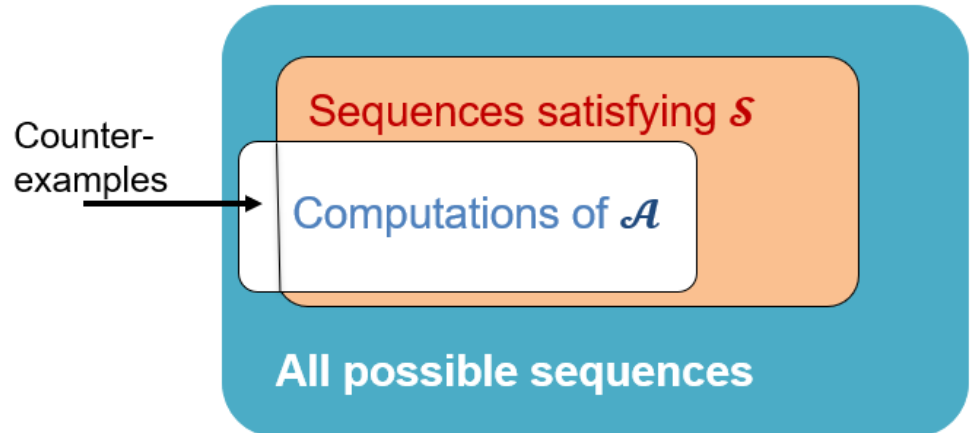 Sequences satisfying 𝓢
Counter-
examples
Computations of 𝓐
All possible sequences